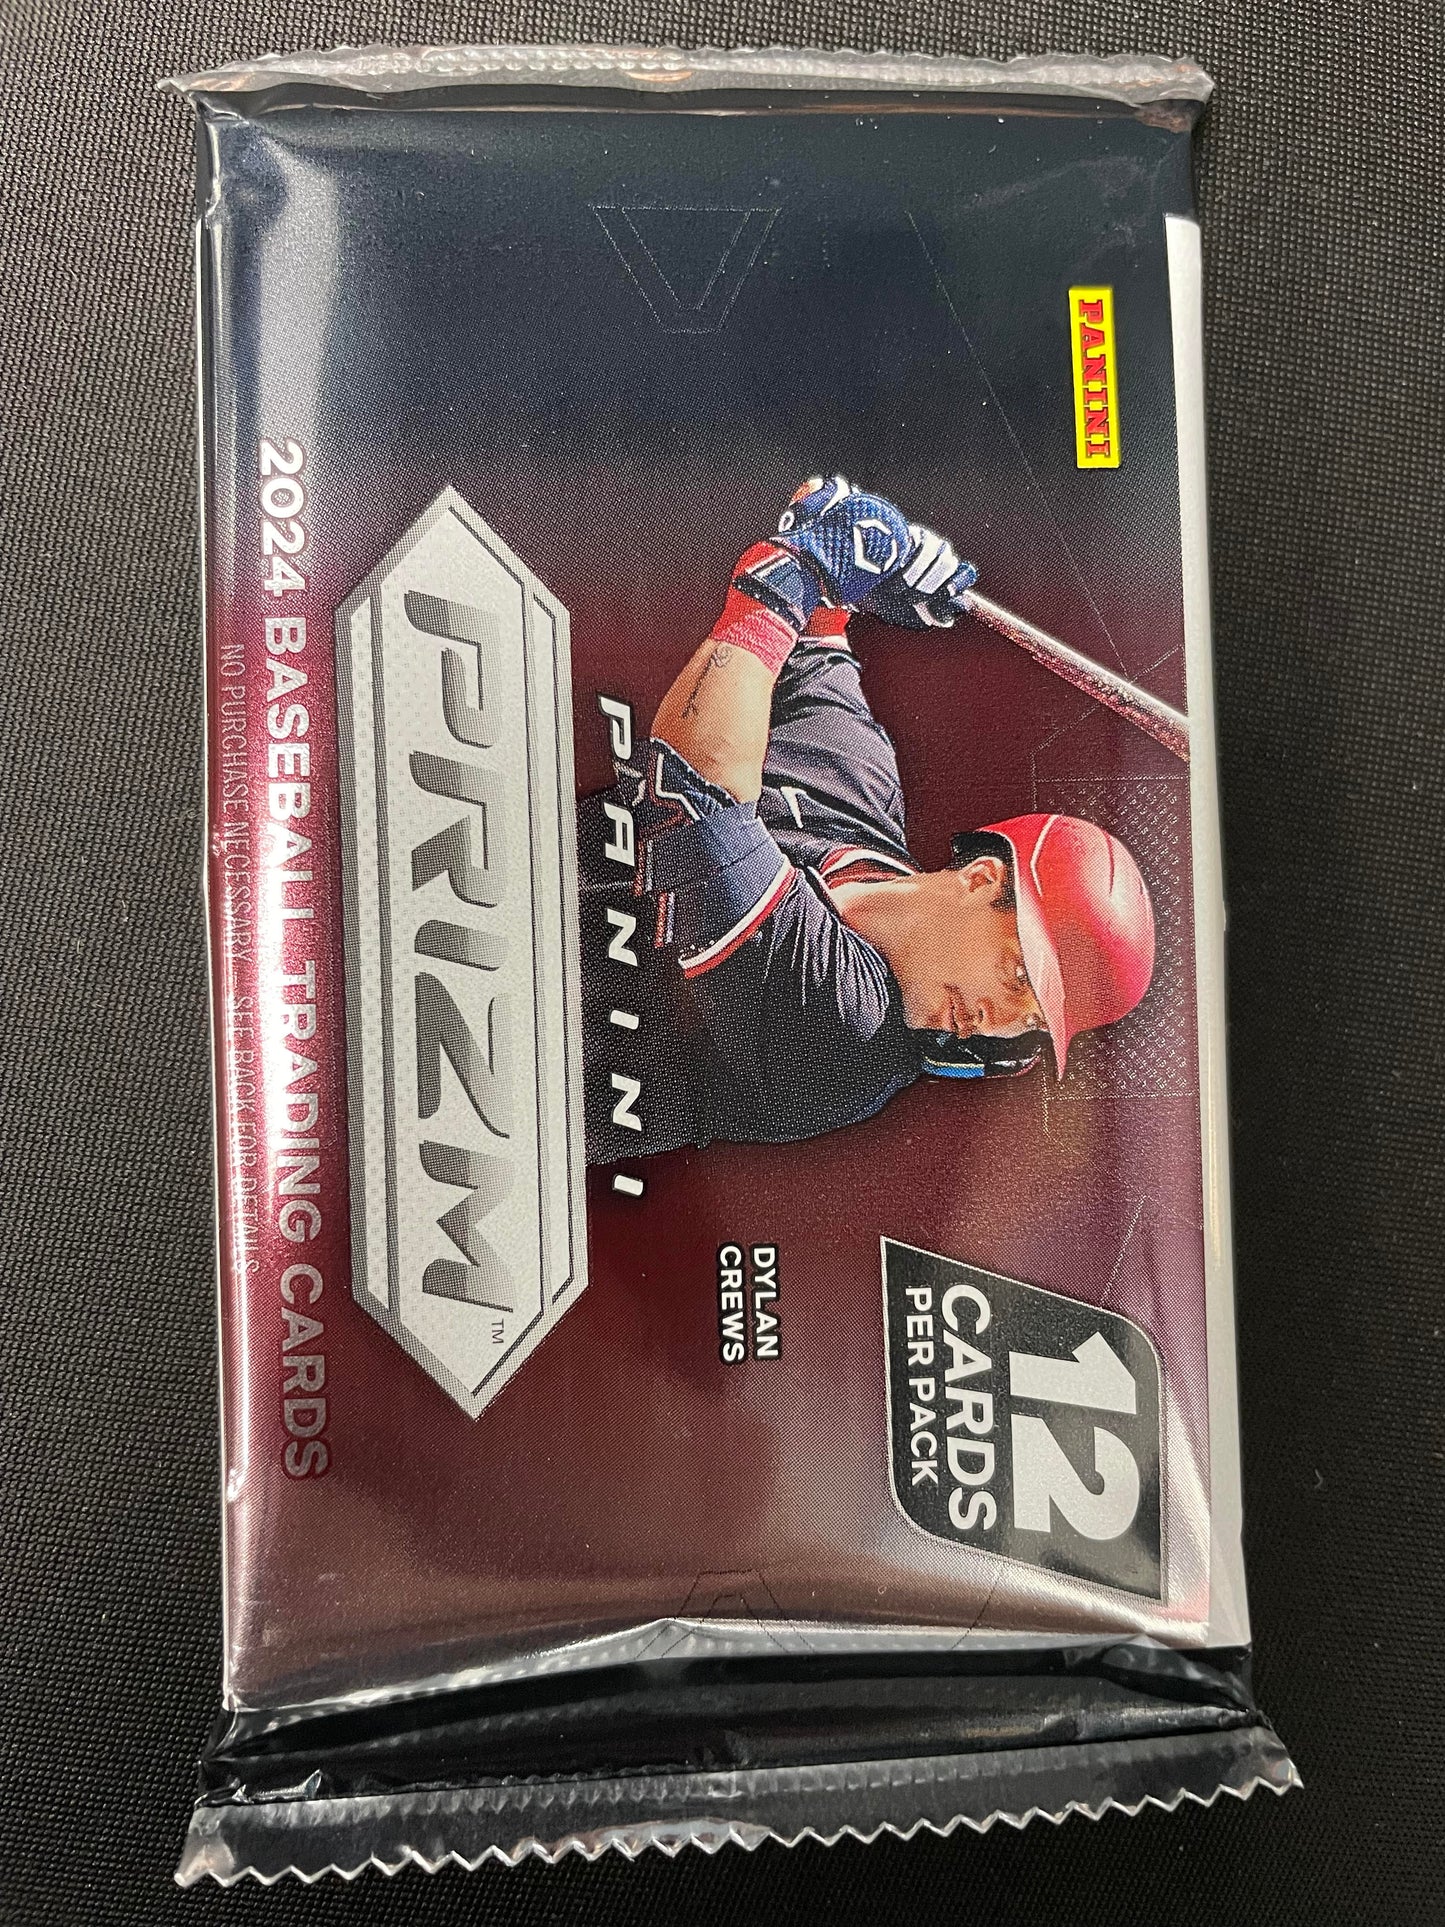 PANINI
12
CARDS
PER PACK
DYLAN
CREWS
PANINI
PRIZM™
2024 BASEBALL TRADING CARDS
NO PURCHASE NECESSARY – SEE BACK FOR DETAILS